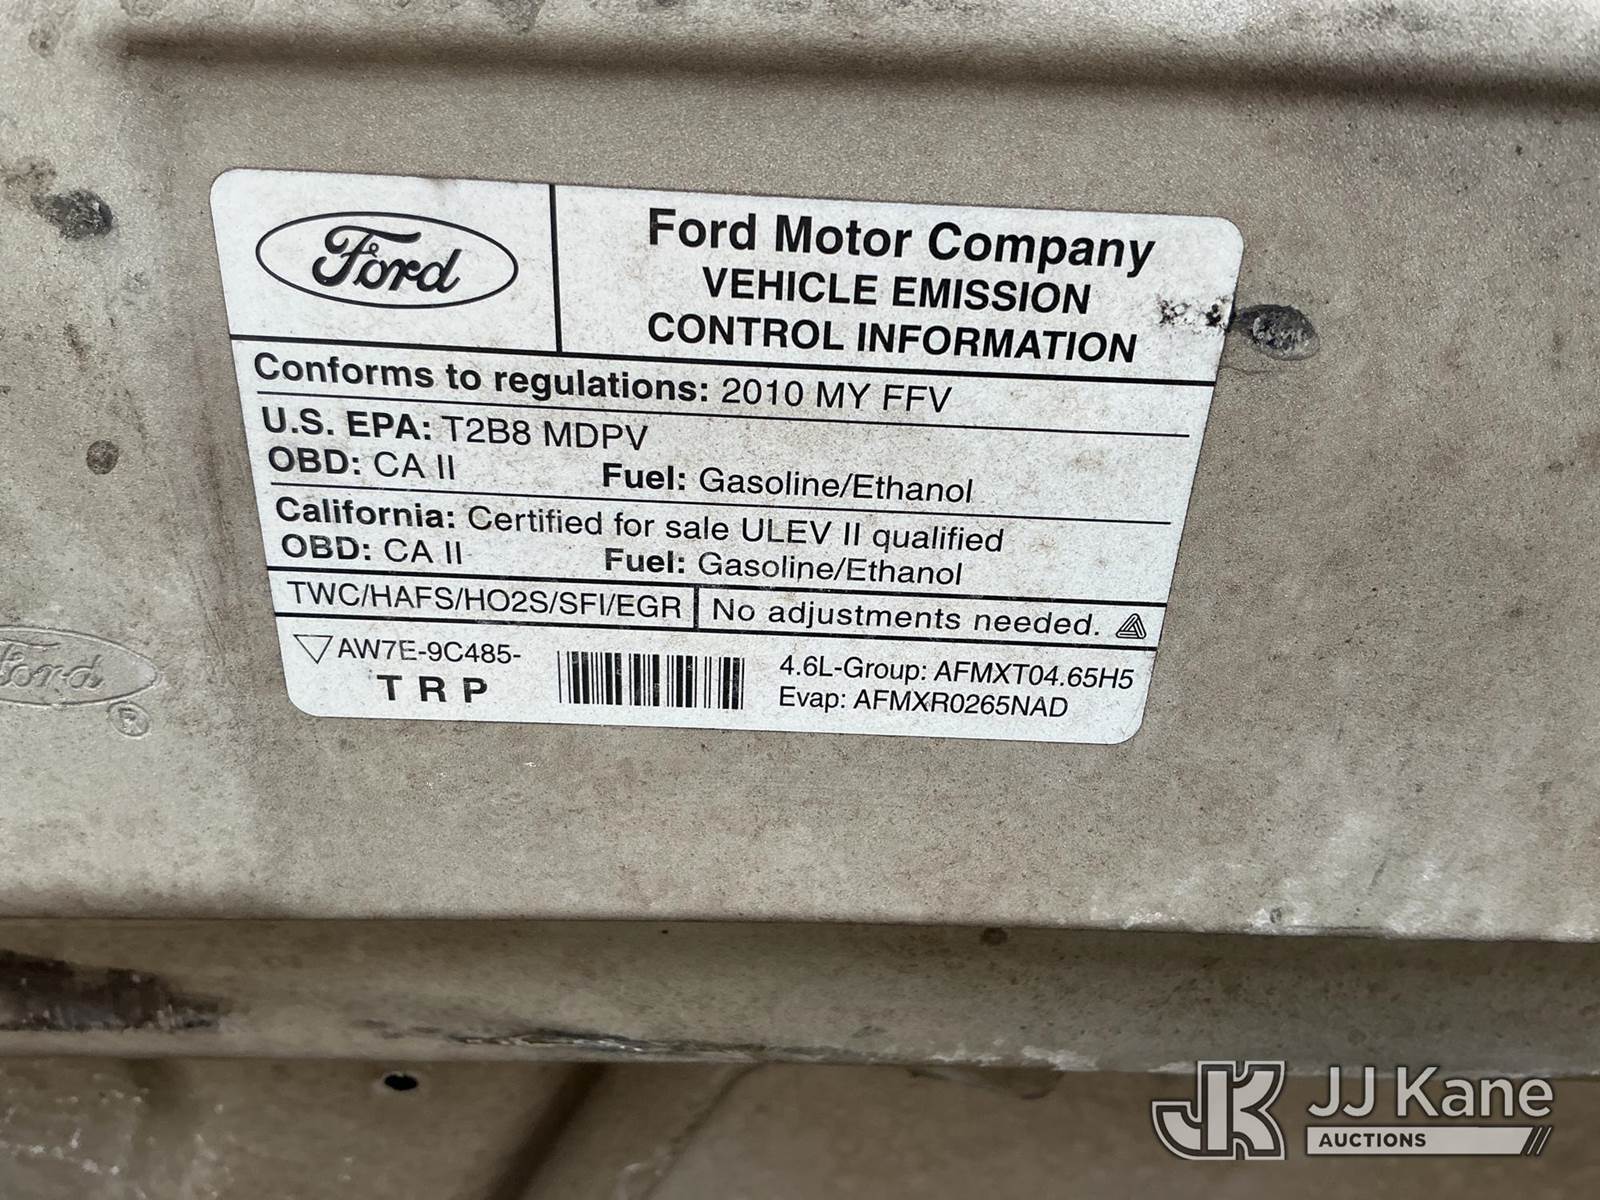 Ford
Ford Motor Company
VEHICLE EMISSION
CONTROL INFORMATION
Conforms to regulations: 2010 MY FFV
U.S. EPA: T2B8 MDPV
OBD: CA II Fuel: Gasoline/Ethanol
California: Certified for sale ULEV II qualified
OBD: CA II Fuel: Gasoline/Ethanol
TWC/HAFS/HO2S/SFI/EGR No adjustments needed.
AW7E-9C485-
TRP
4.6L-Group: AFMXT04.65H5
Evap: AFMXR0265NAD
Ford ®
JK JJ Kane
AUCTIONS